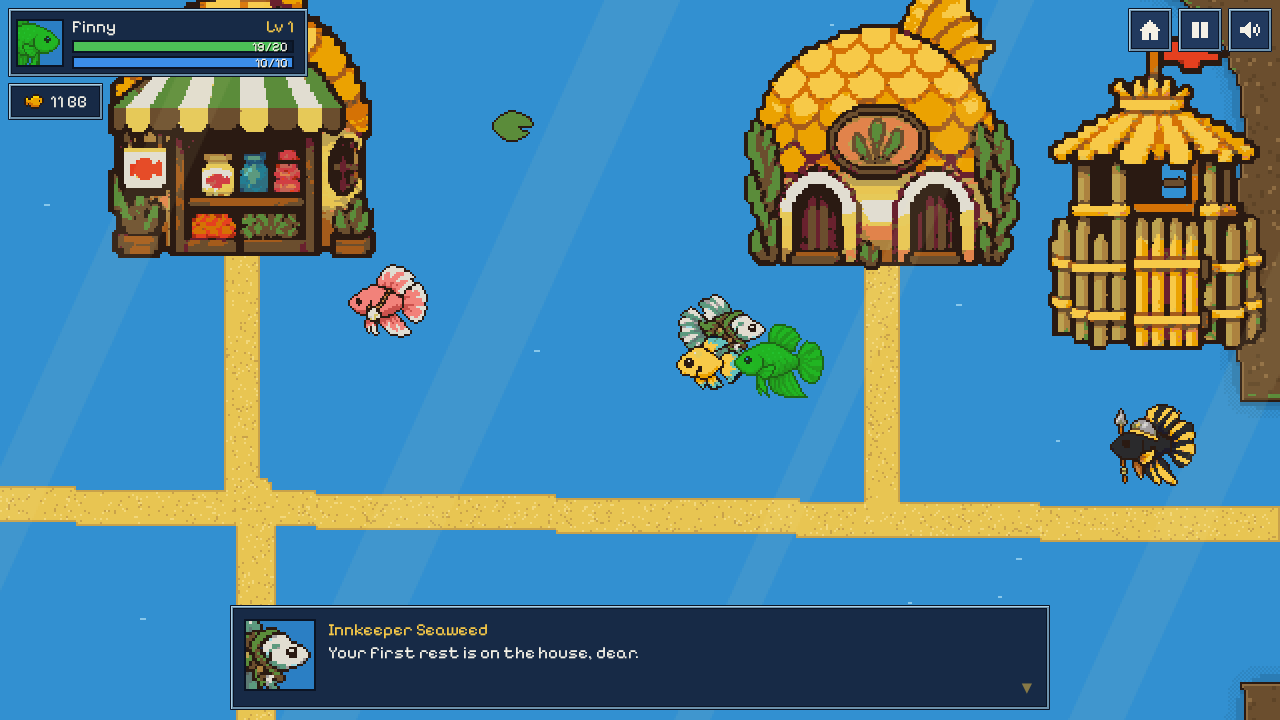 Finny Lv 1
19/20
10/10
1188
Innkeeper Seaweed
Your first rest is on the house, dear.